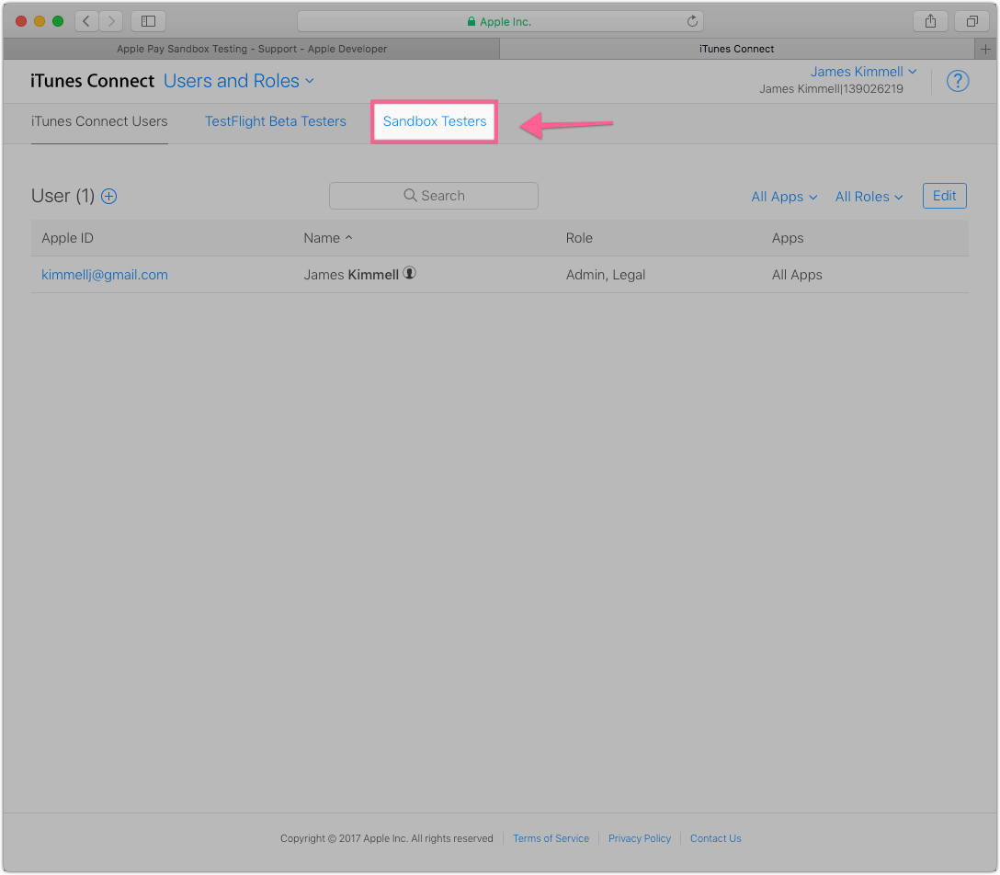 Apple Inc.
Apple Pay Sandbox Testing - Support - Apple Developer
iTunes Connect
iTunes Connect Users and Roles
James Kimmell
James Kimmell|139026219
?
iTunes Connect Users
TestFlight Beta Testers
Sandbox Testers
User (1)
Search
All Apps
All Roles
Edit
Apple ID Name Role Apps
kimmellj@gmail.com James Kimmell Admin, Legal All Apps
Copyright © 2017 Apple Inc. All rights reserved Terms of Service Privacy Policy Contact Us